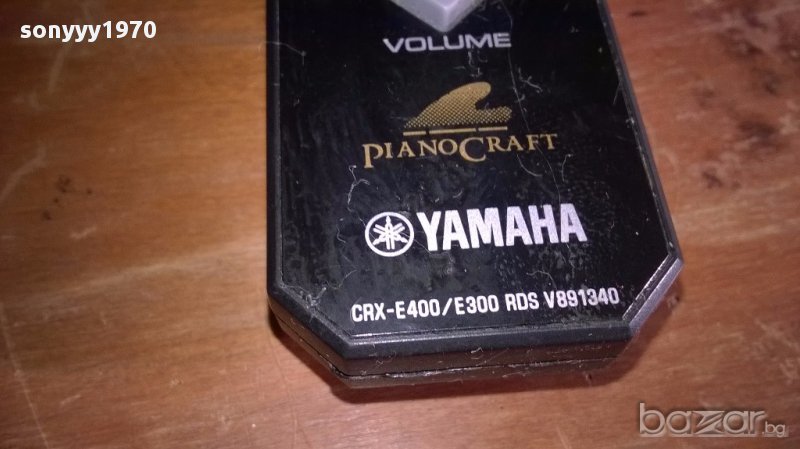 sonyyy1970
VOLUME
PIANOCRAFT
YAMAHA
CRX-E400/E300 RDS V891340
bazar.bg